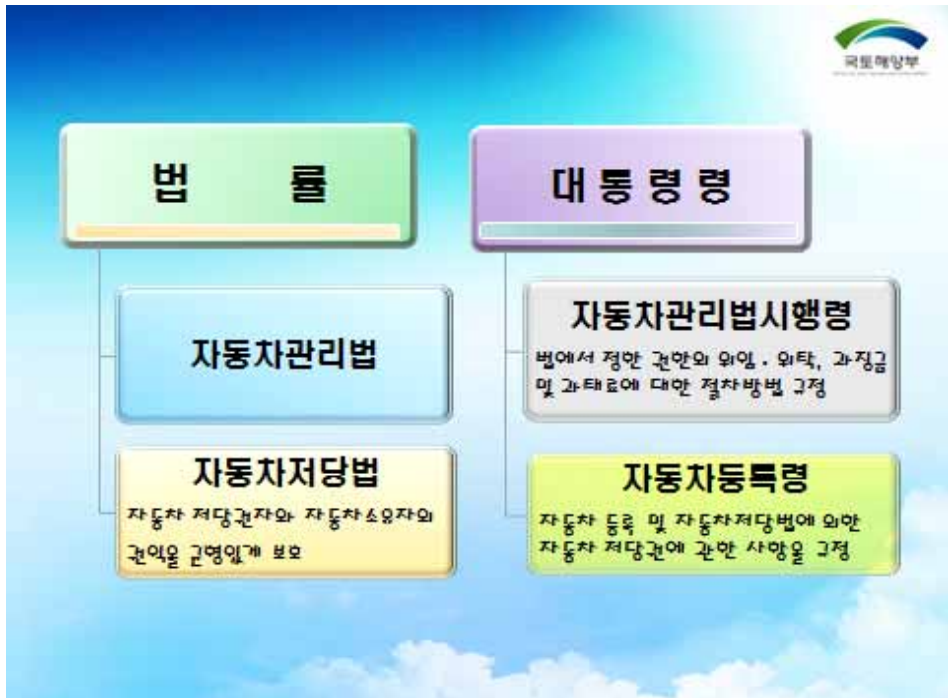 국토해양부
법 률
자동차관리법
자동차저당법
자동차 저당권자와 자동차소유자의
권익을 균형있게 보호
대 통 령 령
자동차관리법시행령
법에서 정한 권한의 위임·위탁, 과징금
및 과태료에 대한 절차방법 규정
자동차등록령
자동차 등록 및 자동차저당법에 의한
자동차 저당권에 관한 사항을 규정